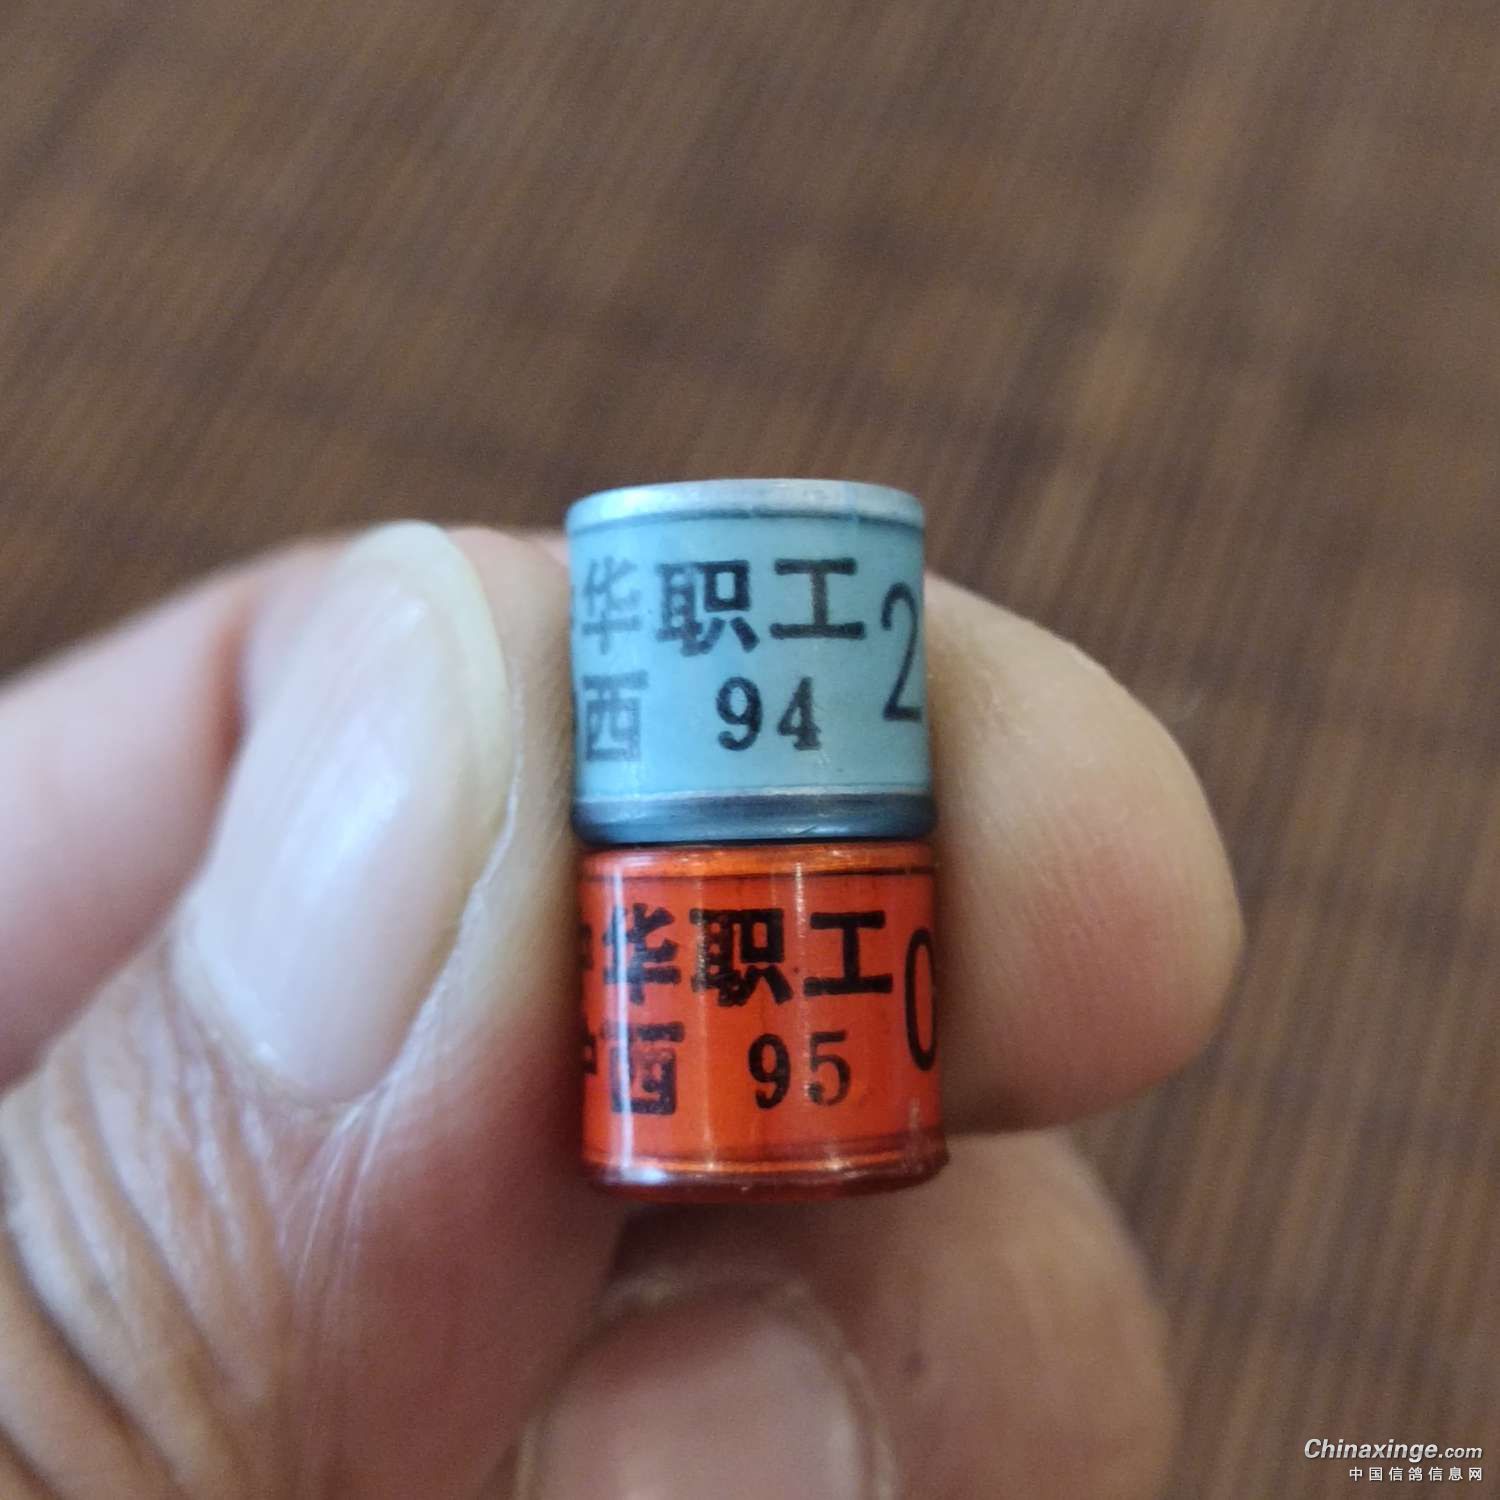 华职工 2
西 94
华职工 0
西 95
Chinaxinge.com
中国信鸽信息网